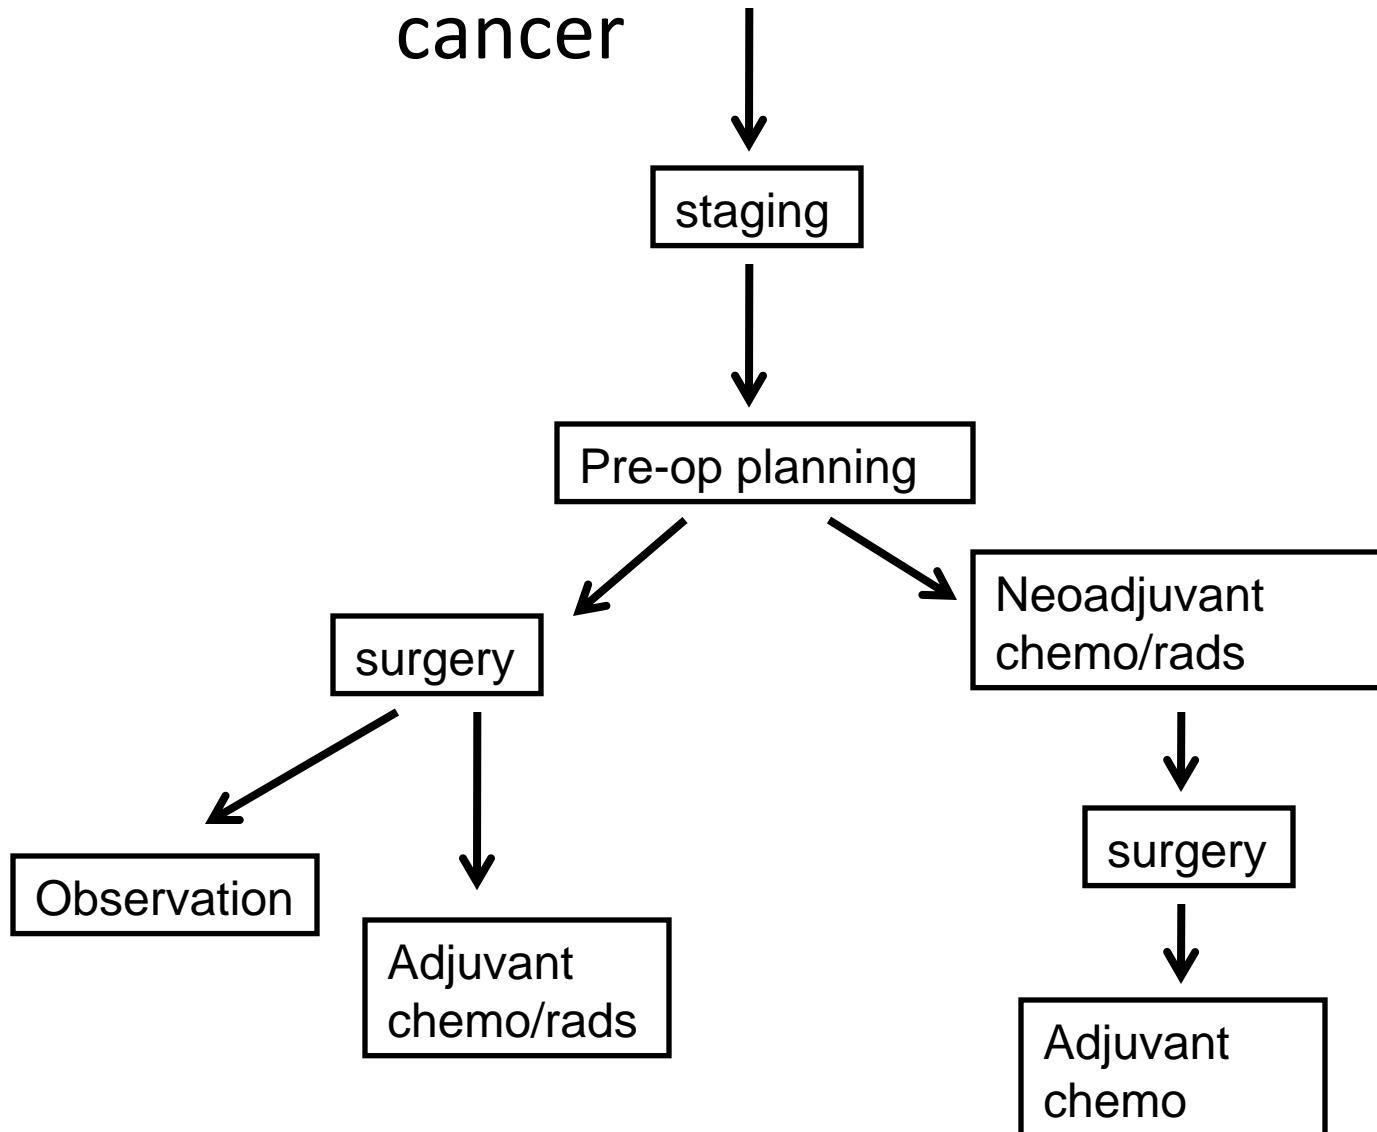 cancer
staging
Pre-op planning
Neoadjuvant
chemo/rads
surgery
surgery
Observation
Adjuvant
chemo/rads
Adjuvant
chemo